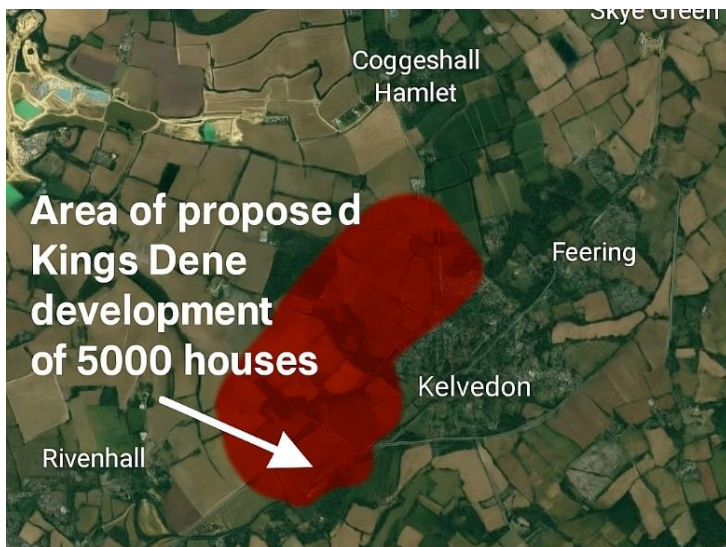 Skye Green
Coggeshall
Hamlet
Area of proposed
Kings Dene
development
of 5000 houses
Feering
Kelvedon
Rivenhall